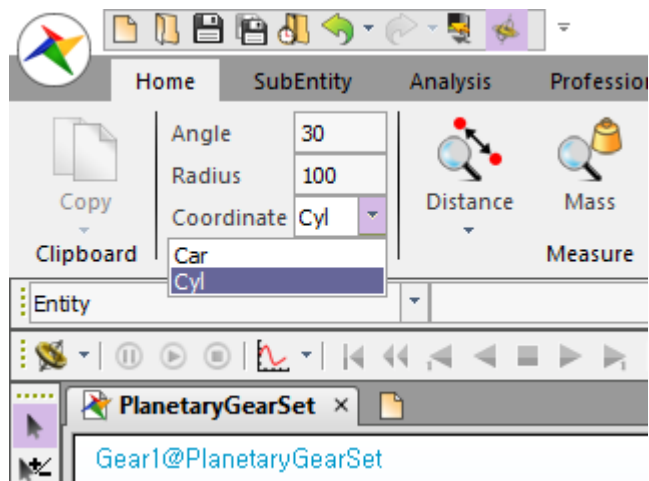 Home SubEntity Analysis Professio
Angle 30
Radius 100
Copy Coordinate Cyl Distance Mass
Clipboard Car Measure
Cyl
Entity
PlanetaryGearSet ×
Gear1@PlanetaryGearSet